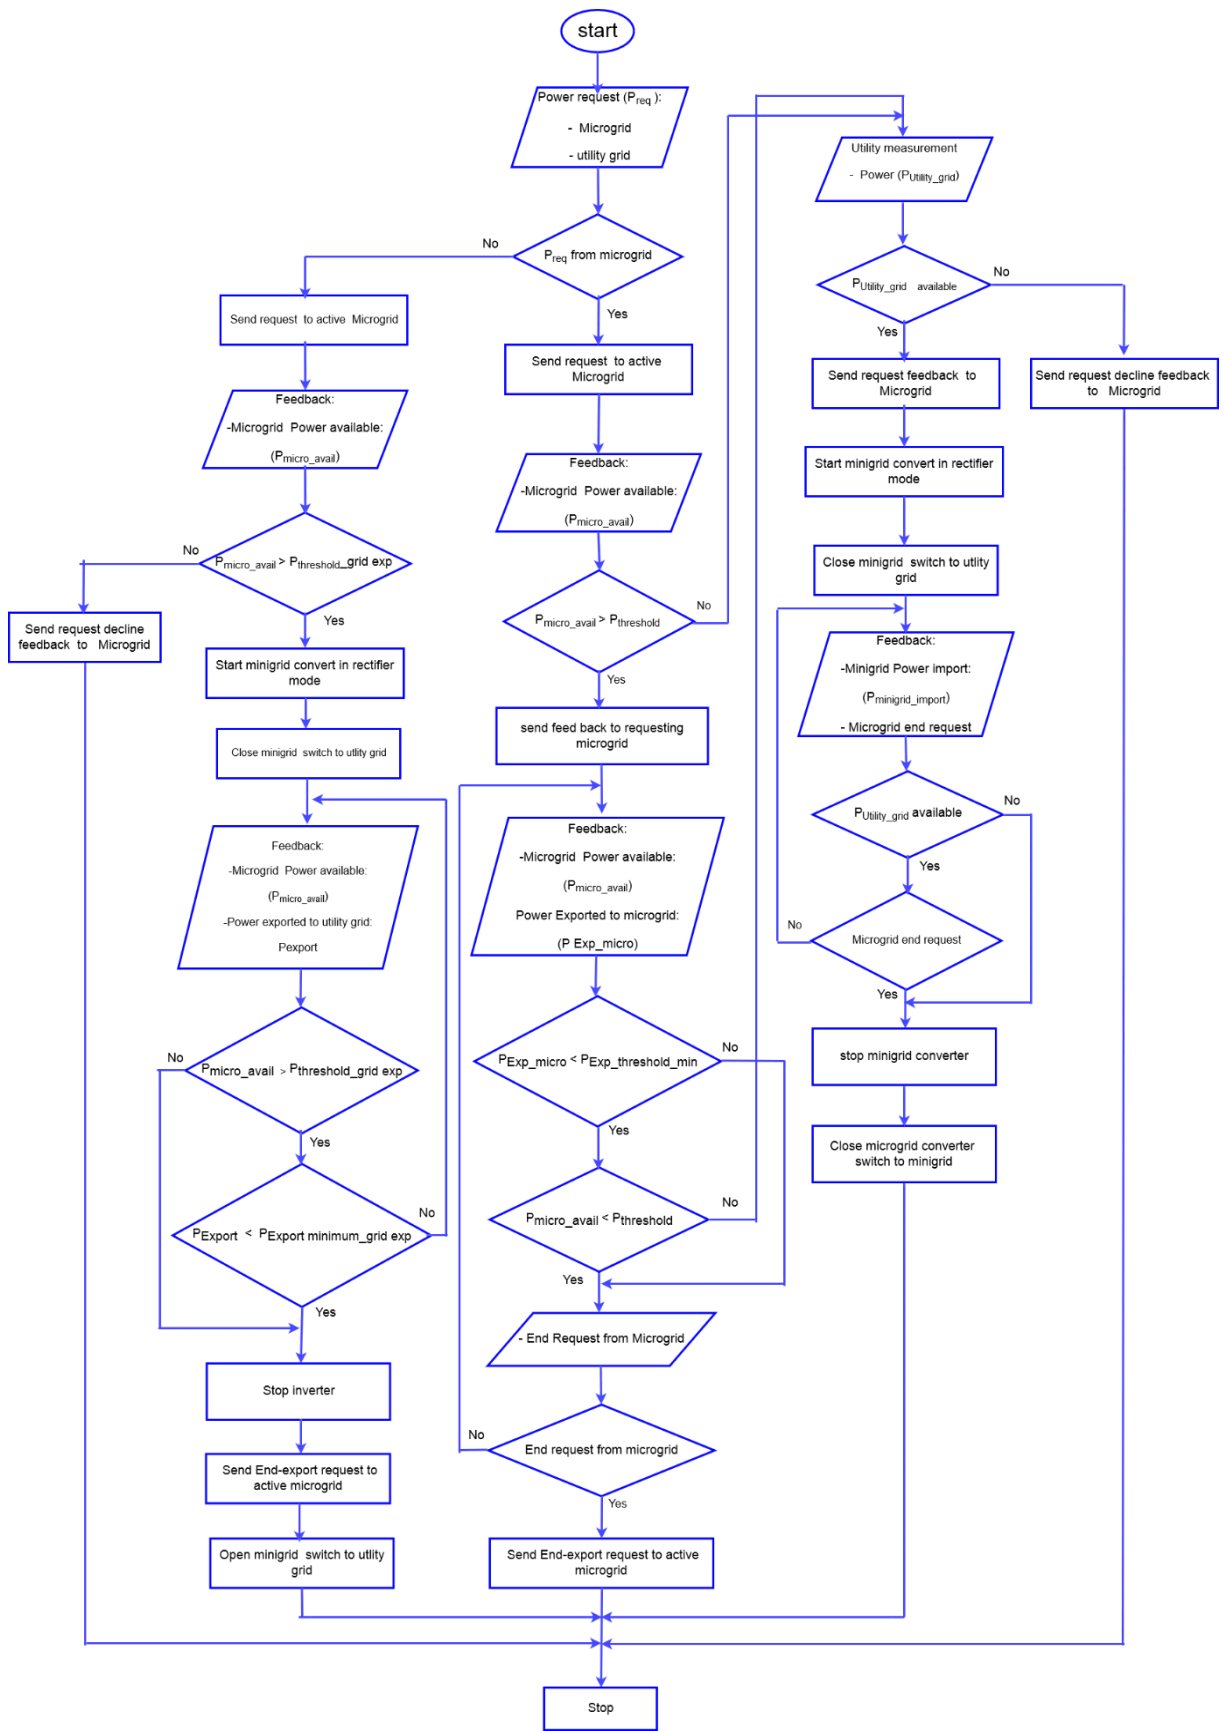 start
Power request (Preq ):
- Microgrid
- utility grid
Preq from microgrid
No
Yes
Send request to active Microgrid
Feedback:
-Microgrid Power available:
(Pmicro_avail)
Pmicro_avail > Pthreshold_grid exp
No
Yes
Send request decline
feedback to Microgrid
Start minigrid convert in rectifier
mode
Close minigrid switch to utlity grid
Feedback:
-Microgrid Power available:
(Pmicro_avail)
-Power exported to utility grid:
Pexport
Pmicro_avail > Pthreshold_grid exp
No
Yes
PExport < PExport minimum_grid exp
No
Yes
Stop inverter
Send End-export request to
active microgrid
Open minigrid switch to utlity
grid
Send request to active
Microgrid
Feedback:
-Microgrid Power available:
(Pmicro_avail)
Pmicro_avail > Pthreshold
No
Yes
send feed back to requesting
microgrid
Feedback:
-Microgrid Power available:
(Pmicro_avail)
Power Exported to microgrid:
(P Exp_micro)
PExp_micro < PExp_threshold_min
No
Yes
Pmicro_avail < Pthreshold
No
Yes
- End Request from Microgrid
End request from microgrid
No
Yes
Send End-export request to active
microgrid
Utility measurement
- Power (PUtility_grid)
PUtility_grid available
No
Yes
Send request feedback to
Microgrid
Send request decline feedback
to Microgrid
Start minigrid convert in rectifier
mode
Close minigrid switch to utlity
grid
Feedback:
-Minigrid Power import:
(Pminigrid_import)
- Microgrid end request
PUtility_grid available
No
Yes
Microgrid end request
No
Yes
stop minigrid converter
Close microgrid converter
switch to minigrid
Stop